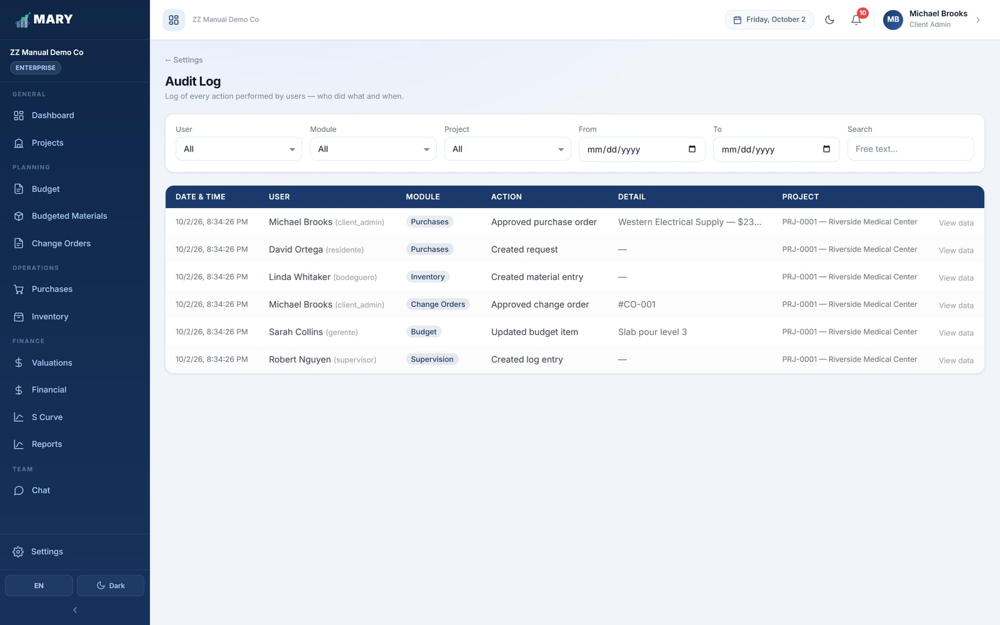 MARY
ZZ Manual Demo Co
ENTERPRISE
GENERAL
Dashboard
Projects
PLANNING
Budget
Budgeted Materials
Change Orders
OPERATIONS
Purchases
Inventory
FINANCE
Valuations
Financial
S Curve
Reports
TEAM
Chat
Settings
EN
Dark
ZZ Manual Demo Co
Friday, October 2
10
MB
Michael Brooks
Client Admin
← Settings
Audit Log
Log of every action performed by users — who did what and when.
User Module Project From To Search
All All All mm/dd/yyyy mm/dd/yyyy Free text...
DATE & TIME USER MODULE ACTION DETAIL PROJECT
10/2/26, 8:34:26 PM Michael Brooks (client_admin) Purchases Approved purchase order Western Electrical Supply — $23... PRJ-0001 — Riverside Medical Center View data
10/2/26, 8:34:26 PM David Ortega (residente) Purchases Created request — PRJ-0001 — Riverside Medical Center View data
10/2/26, 8:34:26 PM Linda Whitaker (bodeguero) Inventory Created material entry — PRJ-0001 — Riverside Medical Center View data
10/2/26, 8:34:26 PM Michael Brooks (client_admin) Change Orders Approved change order #CO-001 PRJ-0001 — Riverside Medical Center View data
10/2/26, 8:34:26 PM Sarah Collins (gerente) Budget Updated budget item Slab pour level 3 PRJ-0001 — Riverside Medical Center View data
10/2/26, 8:34:26 PM Robert Nguyen (supervisor) Supervision Created log entry — PRJ-0001 — Riverside Medical Center View data